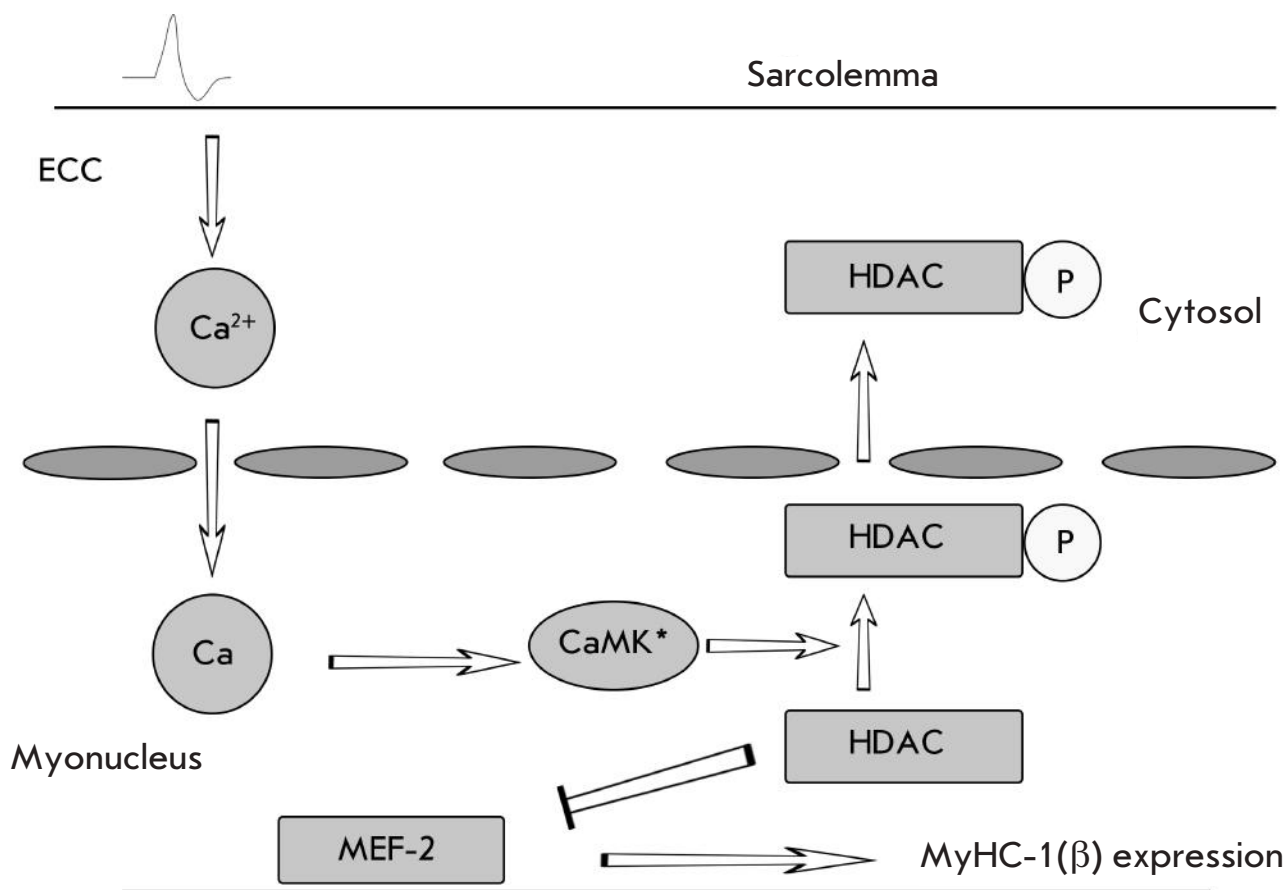 Sarcolemma
ECC
Ca²⁺
HDAC
P
Cytosol
HDAC
P
Ca
CaMK*
HDAC
Myonucleus
MEF-2
MyHC-1(β) expression